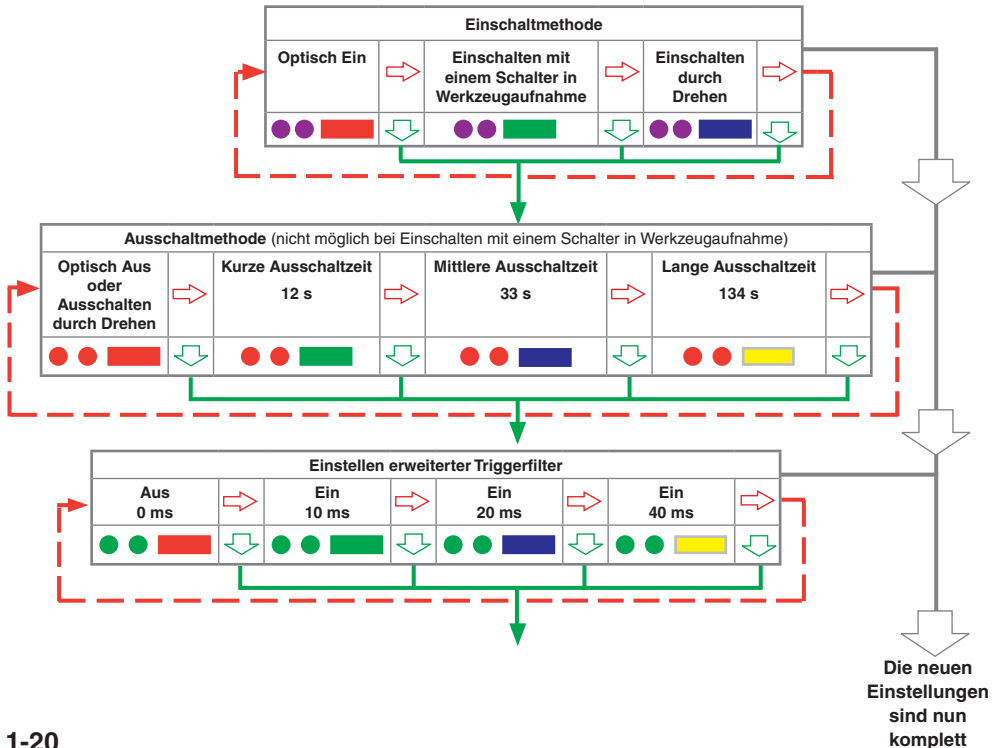 Einschaltmethode
Optisch Ein
Einschalten mit
einem Schalter in
Werkzeugaufnahme
Einschalten
durch
Drehen
Ausschaltmethode (nicht möglich bei Einschalten mit einem Schalter in Werkzeugaufnahme)
Optisch Aus
oder
Ausschalten
durch Drehen
Kurze Ausschaltzeit
12 s
Mittlere Ausschaltzeit
33 s
Lange Ausschaltzeit
134 s
Einstellen erweiterter Triggerfilter
Aus
0 ms
Ein
10 ms
Ein
20 ms
Ein
40 ms
Die neuen
Einstellungen
sind nun
komplett
1-20